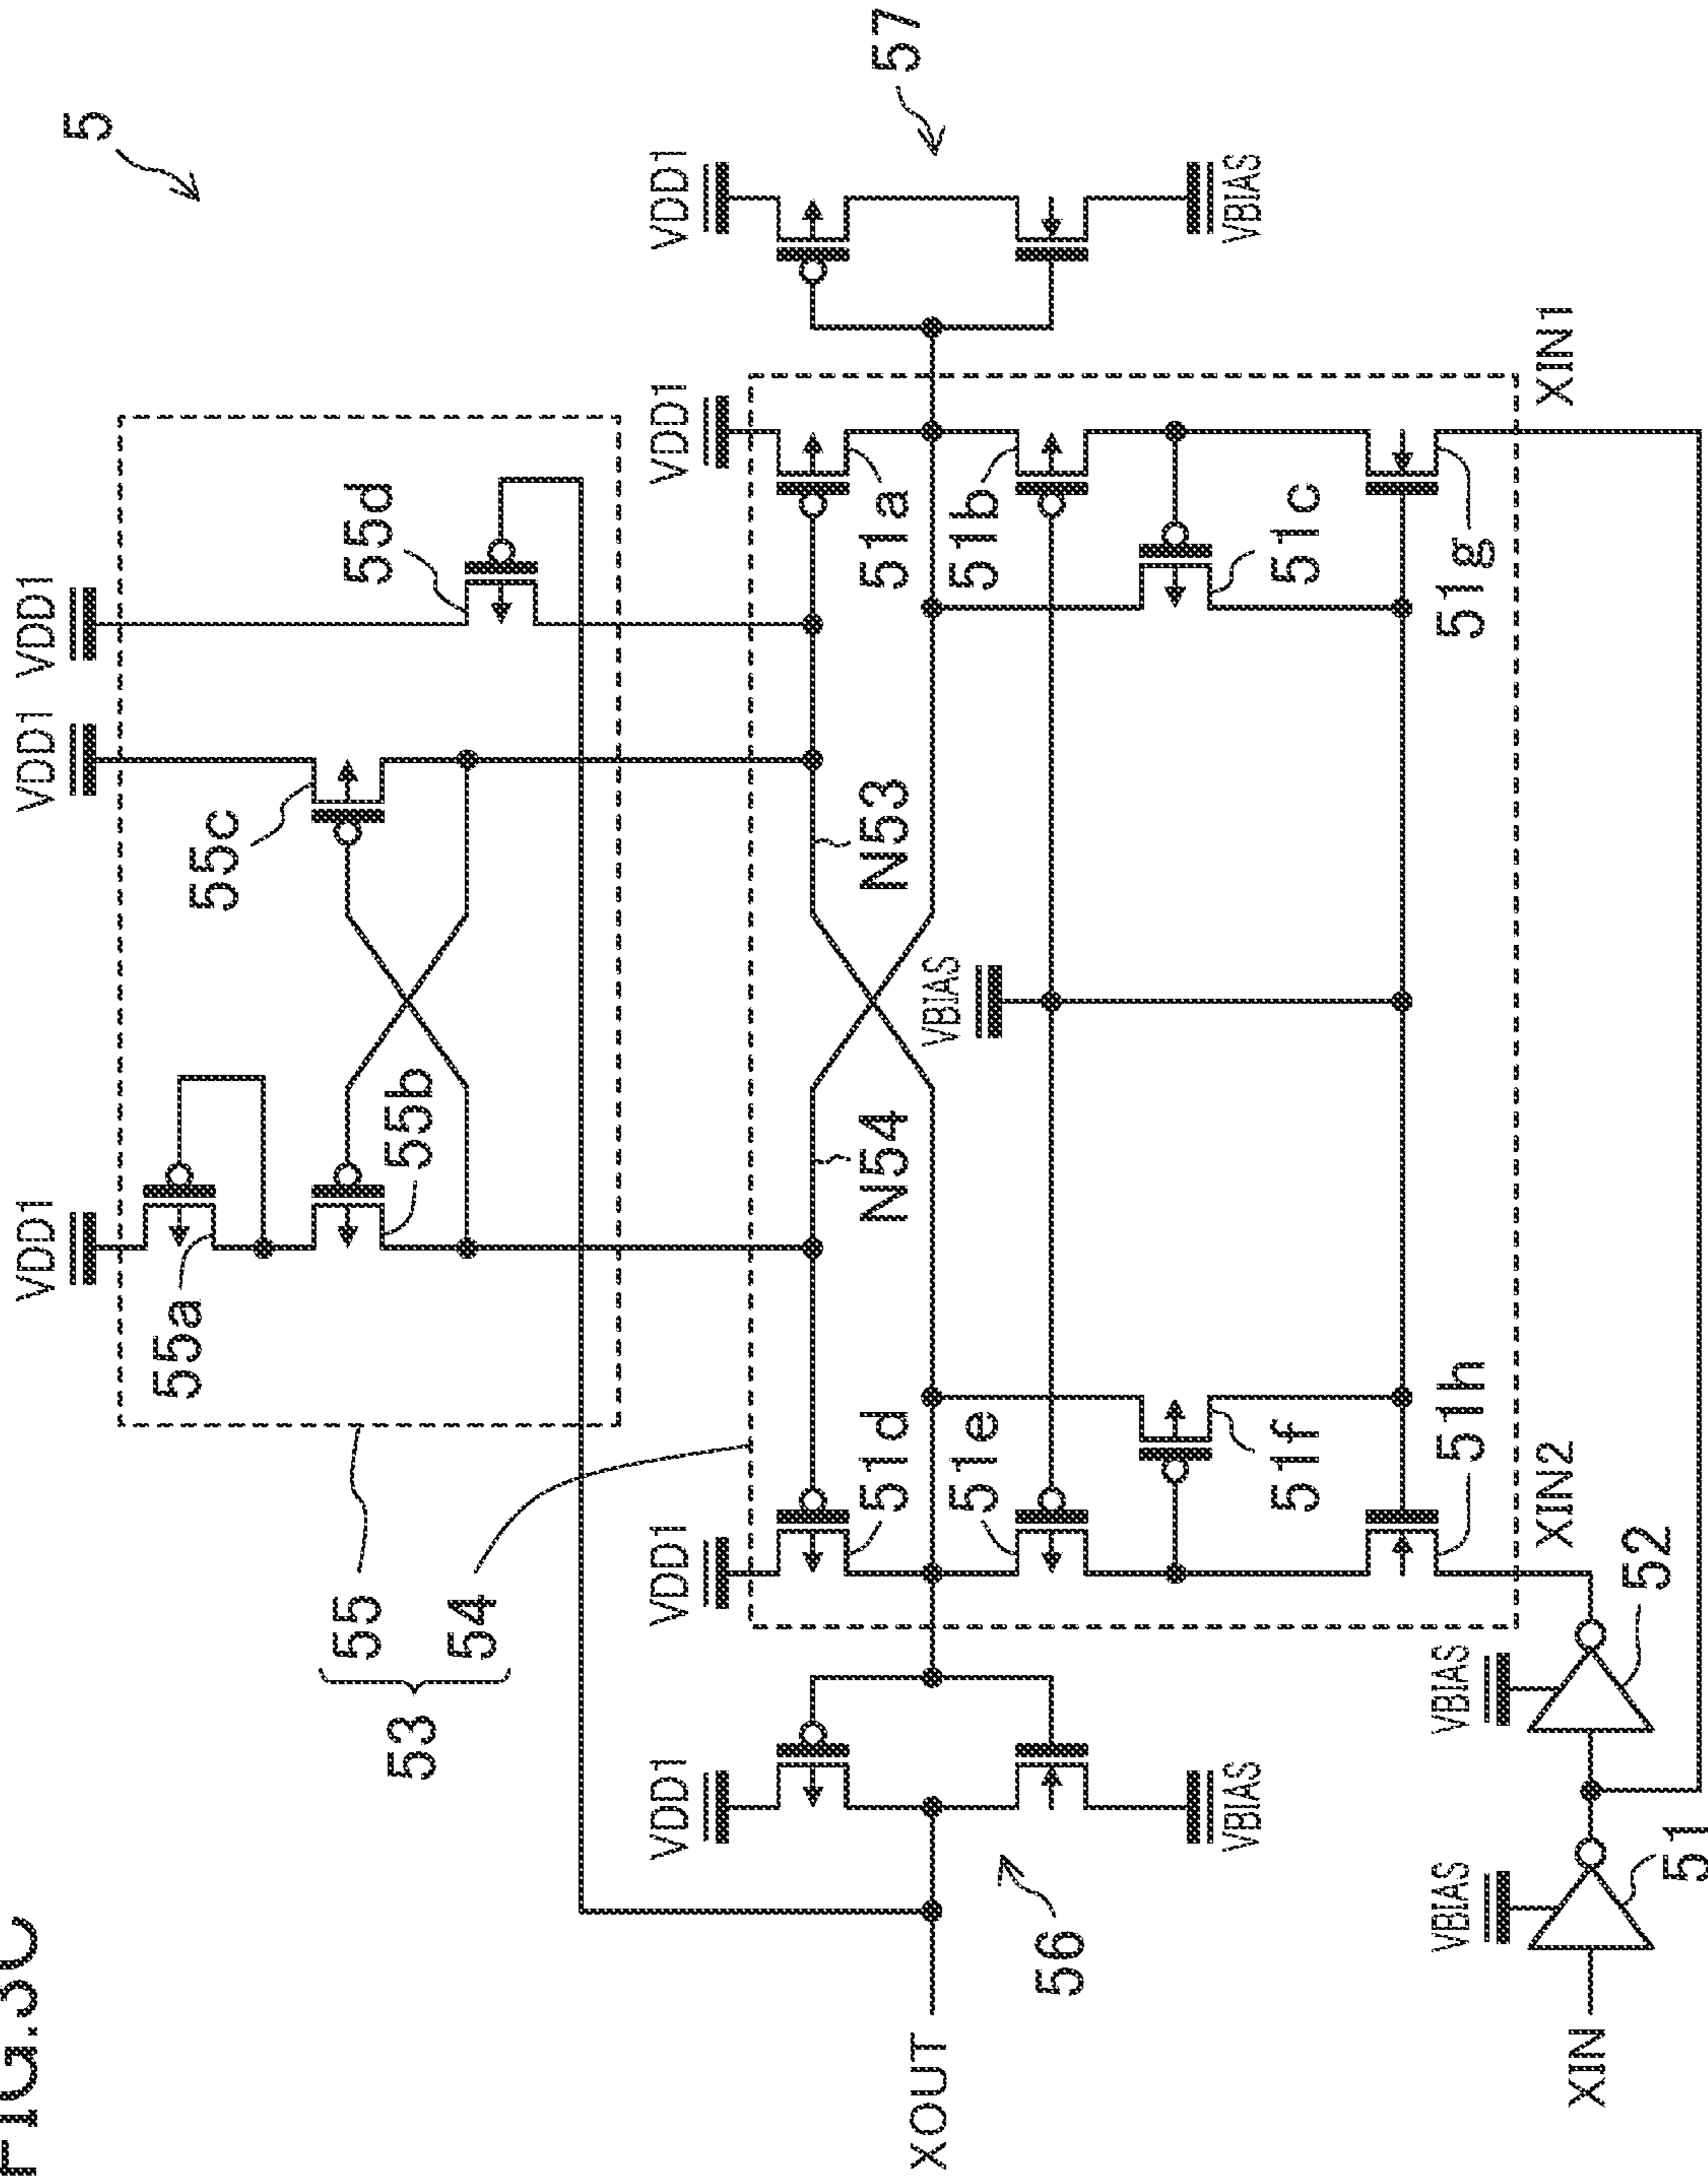 FIG.3C
VDD1
VDD1
VDD1
5
55a
55c
55
55d
53
55b
54
VDD1
VDD1
VDD1
VDD1
51d
N54
N53
51a
57
XOUT
VBIAS
51e
51b
56
VBIAS
VBIAS
51f
51c
VBIAS
VBIAS
51h
51g
XIN2
XIN1
XIN
52
51